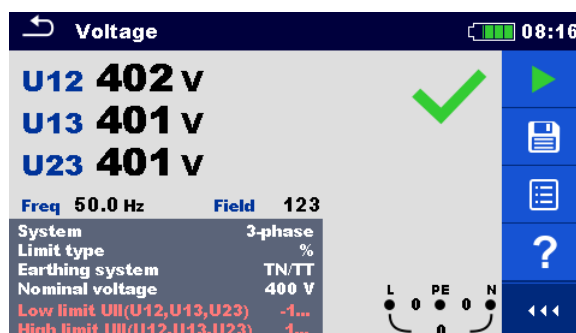 Voltage 08:16
U12 402 V
U13 401 V
U23 401 V
Freq 50.0 Hz Field 123
System 3-phase
Limit type %
Earthing system TN/TT
Nominal voltage 400 V
Low limit Ull(U12,U13,U23) -1...
High limit Ull(U12,U13,U23) 1...
?
L PE N
0 0
0